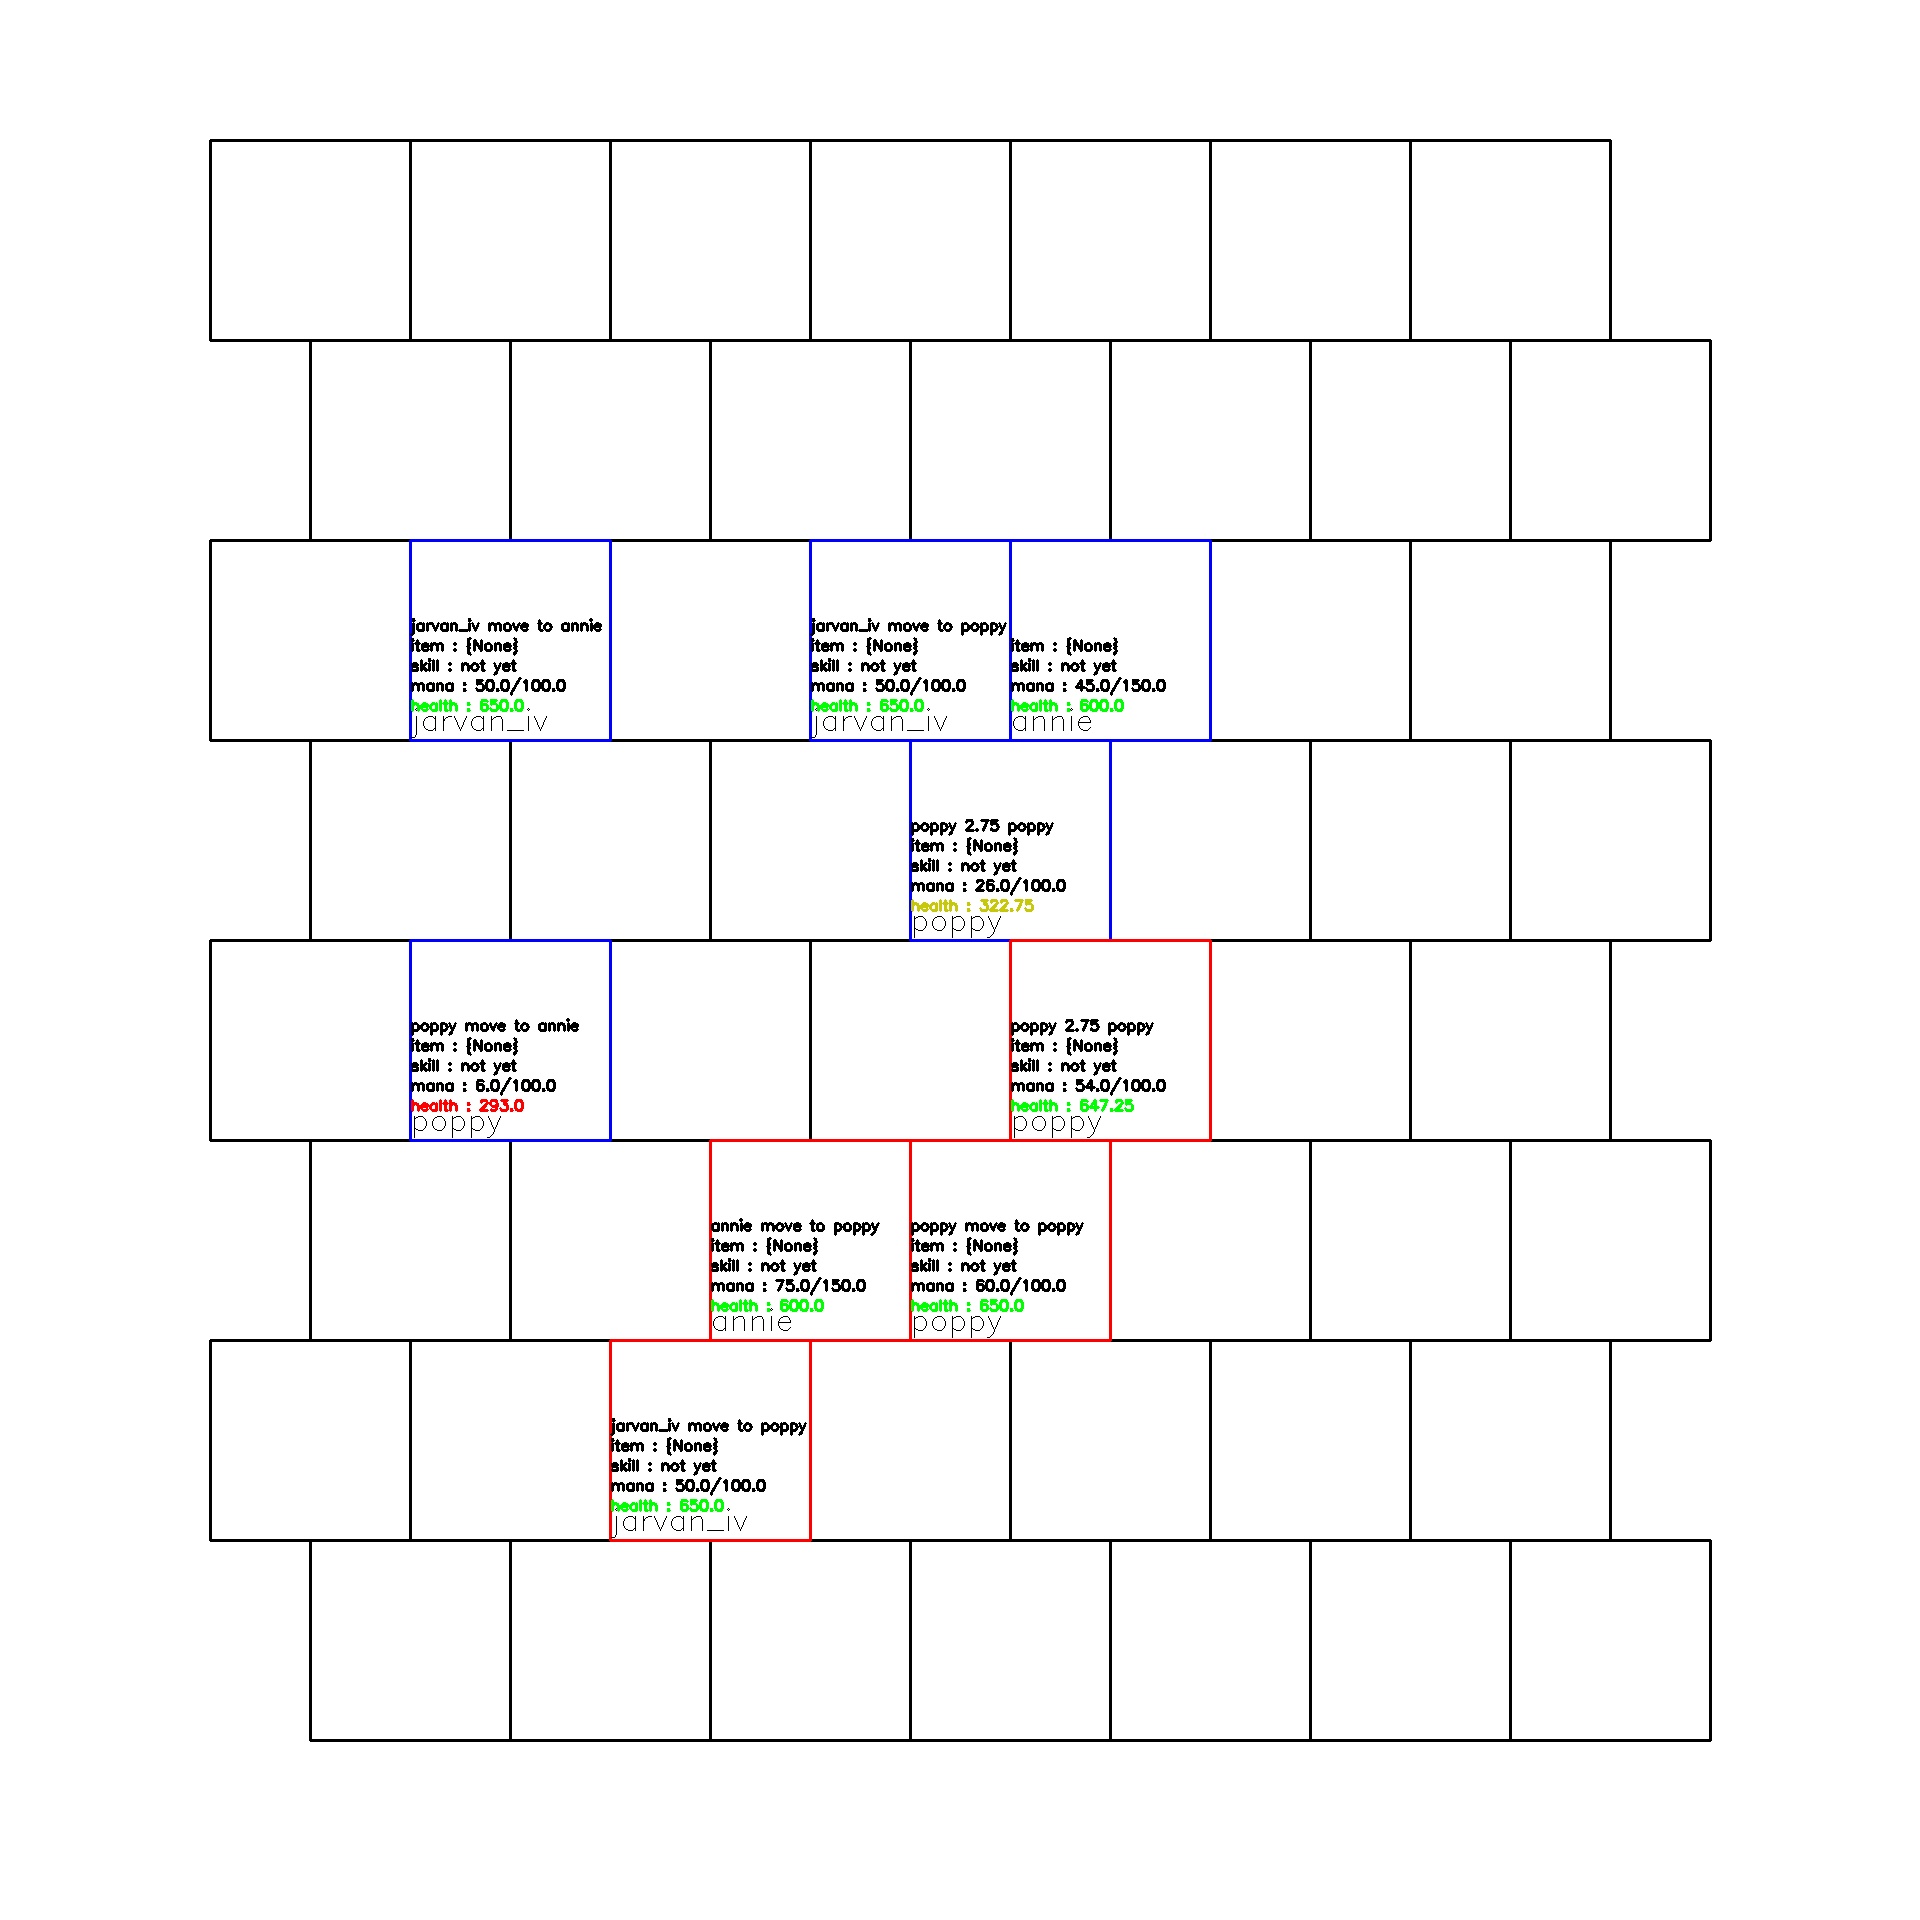 jarvan_iv move to annie
item : {None}
skill : not yet
mana : 50.0/100.0
health : 650.0
jarvan_iv
jarvan_iv move to poppy
item : {None}
skill : not yet
mana : 50.0/100.0
health : 650.0
jarvan_iv
item : {None}
skill : not yet
mana : 45.0/150.0
health : 600.0
annie
poppy 2.75 poppy
item : {None}
skill : not yet
mana : 26.0/100.0
health : 322.75
poppy
poppy move to annie
item : {None}
skill : not yet
mana : 6.0/100.0
health : 293.0
poppy
poppy 2.75 poppy
item : {None}
skill : not yet
mana : 54.0/100.0
health : 647.25
poppy
annie move to poppy
item : {None}
skill : not yet
mana : 75.0/150.0
health : 600.0
annie
poppy move to poppy
item : {None}
skill : not yet
mana : 60.0/100.0
health : 650.0
poppy
jarvan_iv move to poppy
item : {None}
skill : not yet
mana : 50.0/100.0
health : 650.0
jarvan_iv